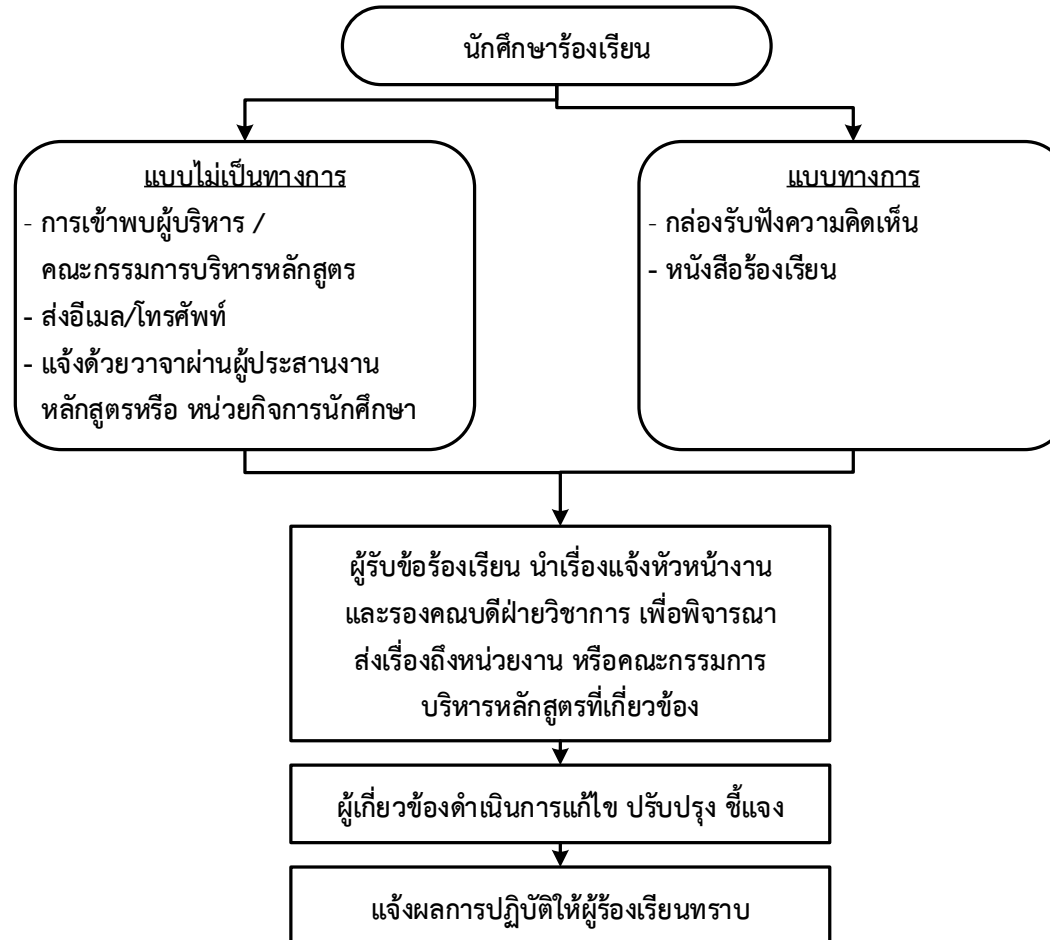 นักศึกษาร้องเรียน
แบบไม่เป็นทางการ
- การเข้าพบผู้บริหาร /
คณะกรรมการบริหารหลักสูตร
- ส่งอีเมล/โทรศัพท์
- แจ้งด้วยวาจาผ่านผู้ประสานงาน
หลักสูตรหรือ หน่วยกิจการนักศึกษา
แบบทางการ
- กล่องรับฟังความคิดเห็น
- หนังสือร้องเรียน
ผู้รับข้อร้องเรียน นำเรื่องแจ้งหัวหน้างาน
และรองคณบดีฝ่ายวิชาการ เพื่อพิจารณา
ส่งเรื่องถึงหน่วยงาน หรือคณะกรรมการ
บริหารหลักสูตรที่เกี่ยวข้อง
ผู้เกี่ยวข้องดำเนินการแก้ไข ปรับปรุง ชี้แจง
แจ้งผลการปฏิบัติให้ผู้ร้องเรียนทราบ